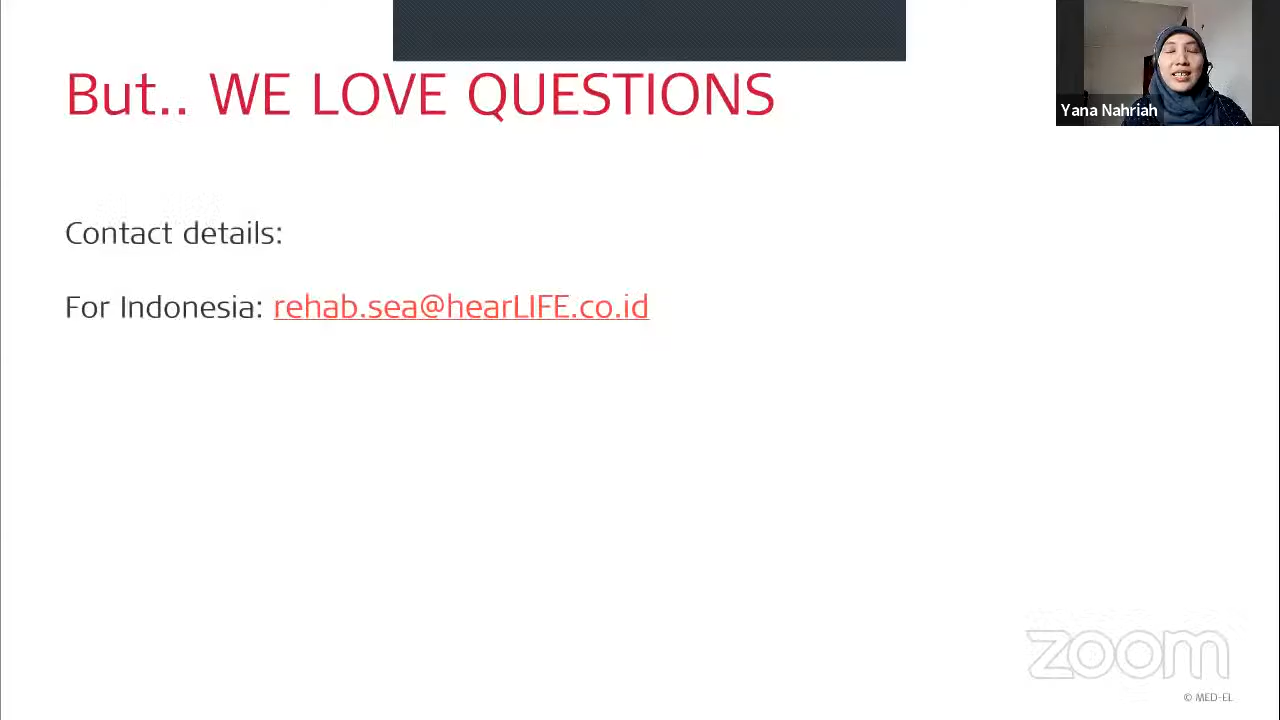 But.. WE LOVE QUESTIONS
Yana Nahriah
Contact details:
For Indonesia: rehab.sea@hearLIFE.co.id
zoom
© MED-EL